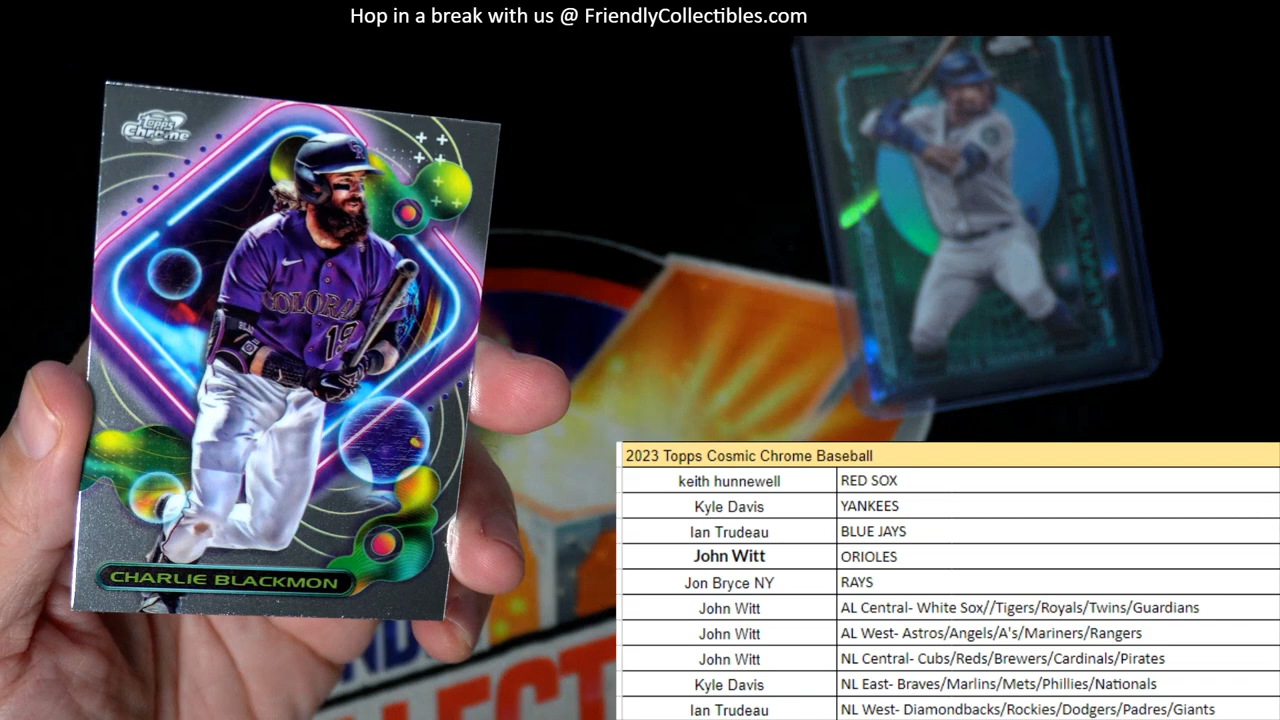 Hop in a break with us @ FriendlyCollectibles.com
Topps
Chrome
COLORA
19
CHARLIE BLACKMON
2023 Topps Cosmic Chrome Baseball
keith hunnewell RED SOX
Kyle Davis YANKEES
Ian Trudeau BLUE JAYS
John Witt ORIOLES
Jon Bryce NY RAYS
John Witt AL Central- White Sox//Tigers/Royals/Twins/Guardians
John Witt AL West- Astros/Angels/A's/Mariners/Rangers
John Witt NL Central- Cubs/Reds/Brewers/Cardinals/Pirates
Kyle Davis NL East- Braves/Marlins/Mets/Phillies/Nationals
Ian Trudeau NL West- Diamondbacks/Rockies/Dodgers/Padres/Giants